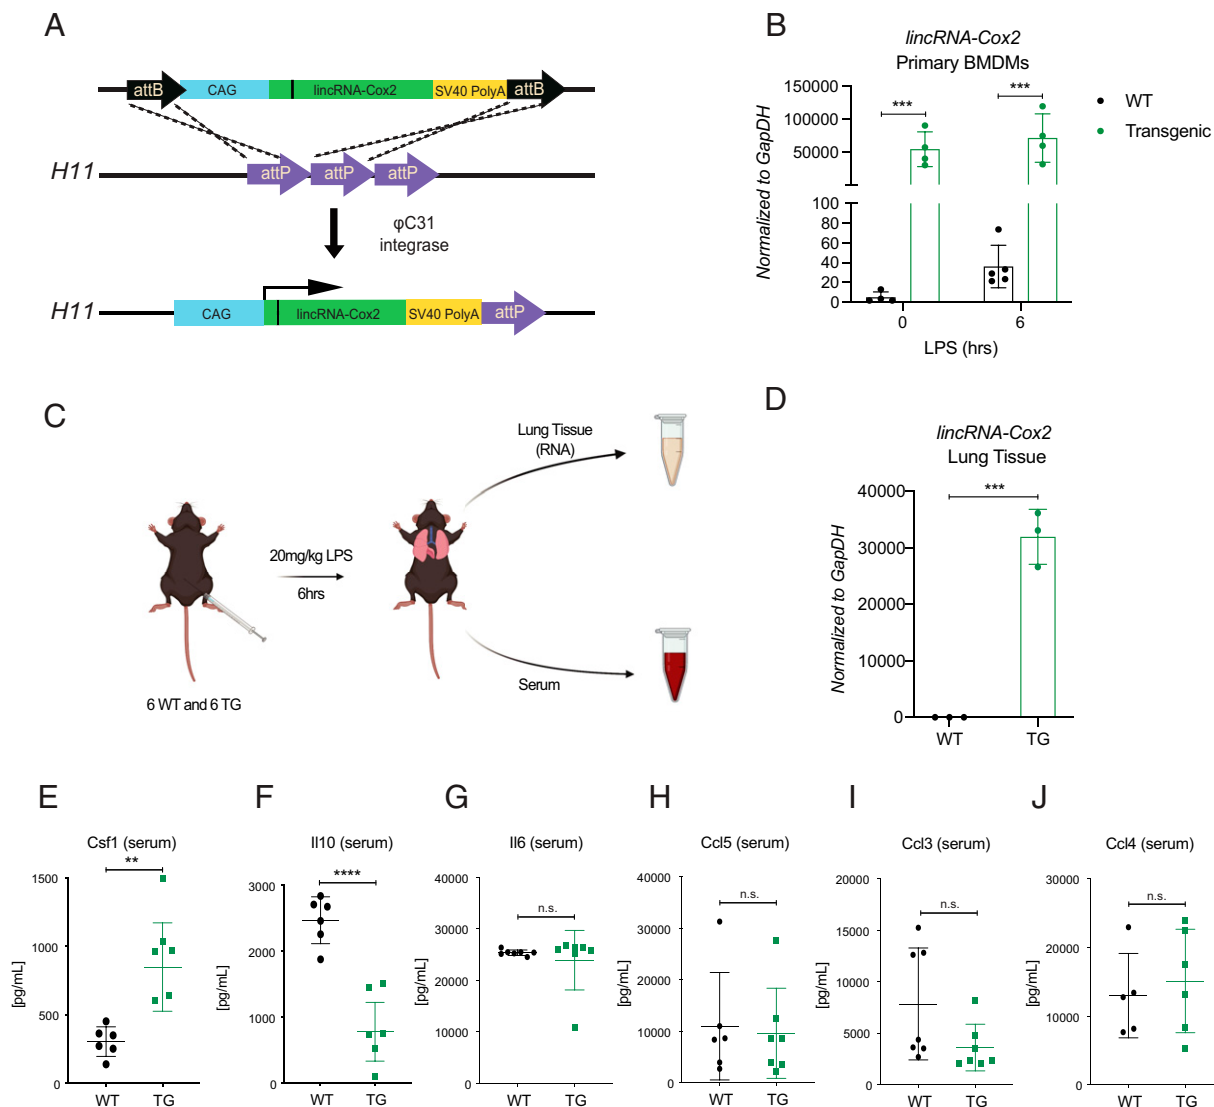 A
attB CAG lincRNA-Cox2 SV40 PolyA attB
H11 attP attP attP
φC31
integrase
H11 CAG lincRNA-Cox2 SV40 PolyA attP
B
lincRNA-Cox2
Primary BMDMs
WT
Transgenic
Normalized to GapDH
150000
100000
50000
100
80
60
40
20
0
*** ***
0 6
LPS (hrs)
C
Lung Tissue
(RNA)
20mg/kg LPS
6hrs
Serum
6 WT and 6 TG
D
lincRNA-Cox2
Lung Tissue
Normalized to GapDH
40000
30000
20000
10000
0
***
WT TG
E
Csf1 (serum)
**
[pg/mL]
1500
1000
500
0
WT TG
F
Il10 (serum)
****
[pg/mL]
3000
2000
1000
0
WT TG
G
Il6 (serum)
n.s.
[pg/mL]
40000
30000
20000
10000
0
WT TG
H
Ccl5 (serum)
n.s.
[pg/mL]
40000
30000
20000
10000
0
WT TG
I
Ccl3 (serum)
n.s.
[pg/mL]
20000
15000
10000
5000
0
WT TG
J
Ccl4 (serum)
n.s.
[pg/mL]
30000
20000
10000
0
WT TG